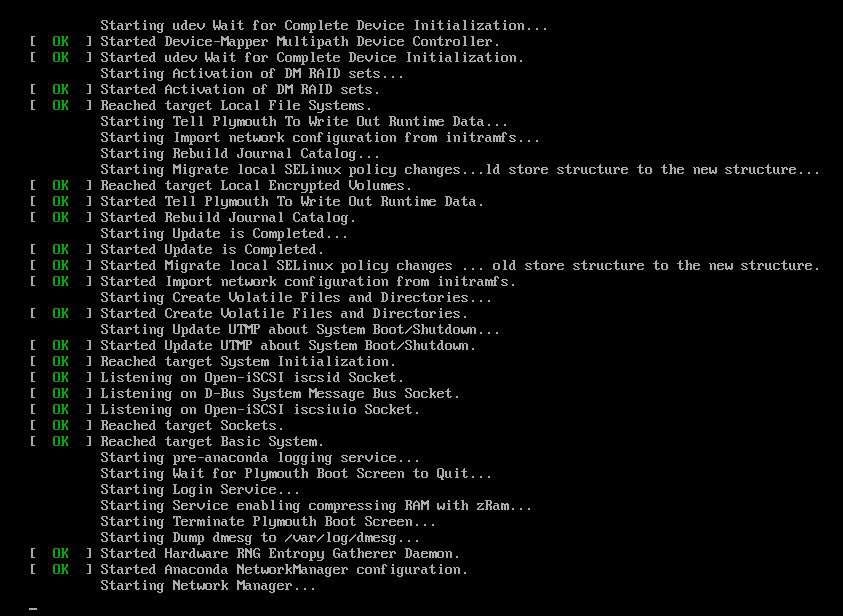 Starting udev Wait for Complete Device Initialization...
[ OK ] Started Device-Mapper Multipath Device Controller.
[ OK ] Started udev Wait for Complete Device Initialization.
Starting Activation of DM RAID sets...
[ OK ] Started Activation of DM RAID sets.
[ OK ] Reached target Local File Systems.
Starting Tell Plymouth To Write Out Runtime Data...
Starting Import network configuration from initramfs...
Starting Rebuild Journal Catalog...
Starting Migrate local SELinux policy changes...ld store structure to the new structure...
[ OK ] Reached target Local Encrypted Volumes.
[ OK ] Started Tell Plymouth To Write Out Runtime Data.
[ OK ] Started Rebuild Journal Catalog.
Starting Update is Completed...
[ OK ] Started Update is Completed.
[ OK ] Started Migrate local SELinux policy changes ... old store structure to the new structure.
[ OK ] Started Import network configuration from initramfs.
Starting Create Volatile Files and Directories...
[ OK ] Started Create Volatile Files and Directories.
Starting Update UTMP about System Boot/Shutdown...
[ OK ] Started Update UTMP about System Boot/Shutdown.
[ OK ] Reached target System Initialization.
[ OK ] Listening on Open-iSCSI iscsid Socket.
[ OK ] Listening on D-Bus System Message Bus Socket.
[ OK ] Listening on Open-iSCSI iscsiuio Socket.
[ OK ] Reached target Sockets.
[ OK ] Reached target Basic System.
Starting pre-anaconda logging service...
Starting Wait for Plymouth Boot Screen to Quit...
Starting Login Service...
Starting Service enabling compressing RAM with zRam...
Starting Terminate Plymouth Boot Screen...
Starting Dump dmesg to /var/log/dmesg...
[ OK ] Started Hardware RNG Entropy Gatherer Daemon.
[ OK ] Started Anaconda NetworkManager configuration.
Starting Network Manager...